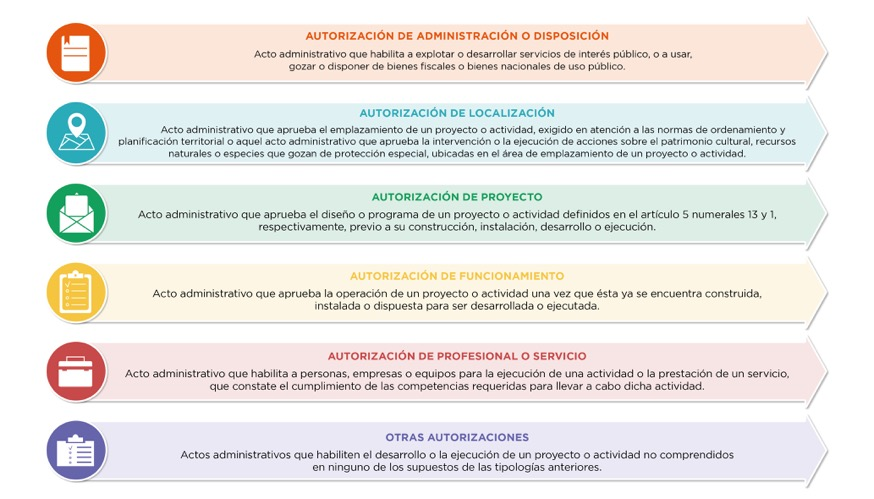 AUTORIZACIÓN DE ADMINISTRACIÓN O DISPOSICIÓN
Acto administrativo que habilita a explotar o desarrollar servicios de interés público, o a usar,
gozar o disponer de bienes fiscales o bienes nacionales de uso público.
AUTORIZACIÓN DE LOCALIZACIÓN
Acto administrativo que aprueba el emplazamiento de un proyecto o actividad, exigido en atención a las normas de ordenamiento y
planificación territorial o aquel acto administrativo que aprueba la intervención o la ejecución de acciones sobre el patrimonio cultural, recursos
naturales o especies que gozan de protección especial, ubicadas en el área de emplazamiento de un proyecto o actividad.
AUTORIZACIÓN DE PROYECTO
Acto administrativo que aprueba el diseño o programa de un proyecto o actividad definidos en el artículo 5 numerales 13 y 1,
respectivamente, previo a su construcción, instalación, desarrollo o ejecución.
AUTORIZACIÓN DE FUNCIONAMIENTO
Acto administrativo que aprueba la operación de un proyecto o actividad una vez que ésta ya se encuentra construida,
instalada o dispuesta para ser desarrollada o ejecutada.
AUTORIZACIÓN DE PROFESIONAL O SERVICIO
Acto administrativo que habilita a personas, empresas o equipos para la ejecución de una actividad o la prestación de un servicio,
que constate el cumplimiento de las competencias requeridas para llevar a cabo dicha actividad.
OTRAS AUTORIZACIONES
Actos administrativos que habiliten el desarrollo o la ejecución de un proyecto o actividad no comprendidos
en ninguno de los supuestos de las tipologías anteriores.